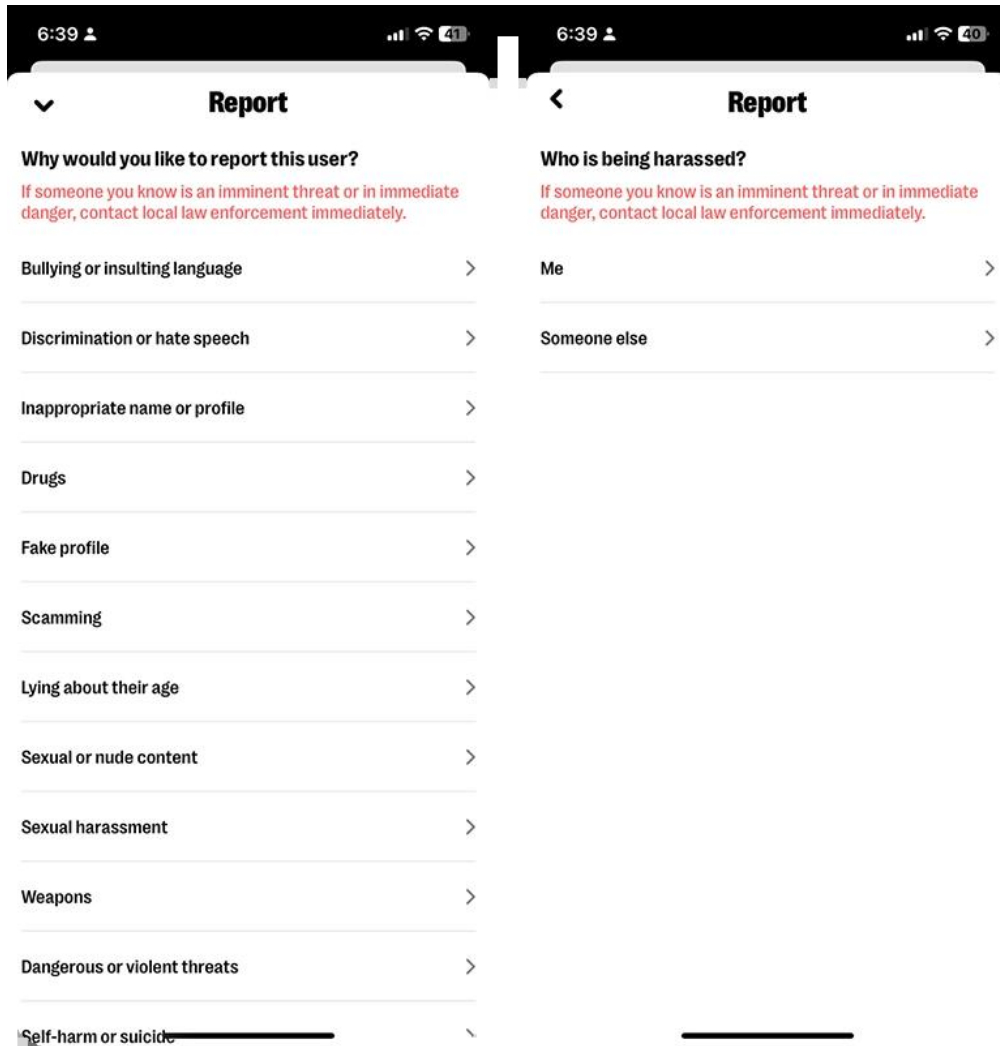 6:39
41
Report
Why would you like to report this user?
If someone you know is an imminent threat or in immediate
danger, contact local law enforcement immediately.
Bullying or insulting language
Discrimination or hate speech
Inappropriate name or profile
Drugs
Fake profile
Scamming
Lying about their age
Sexual or nude content
Sexual harassment
Weapons
Dangerous or violent threats
Self-harm or suicide
6:39
40
Report
Who is being harassed?
If someone you know is an imminent threat or in immediate
danger, contact local law enforcement immediately.
Me
Someone else